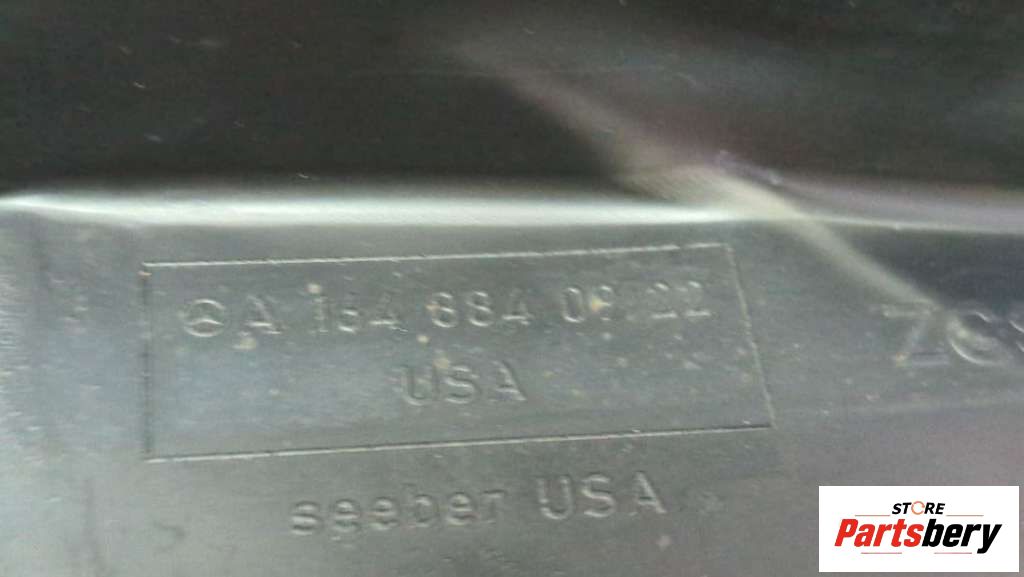 A 164 684 08 22
USA
seeber USA
STORE
Partsbery